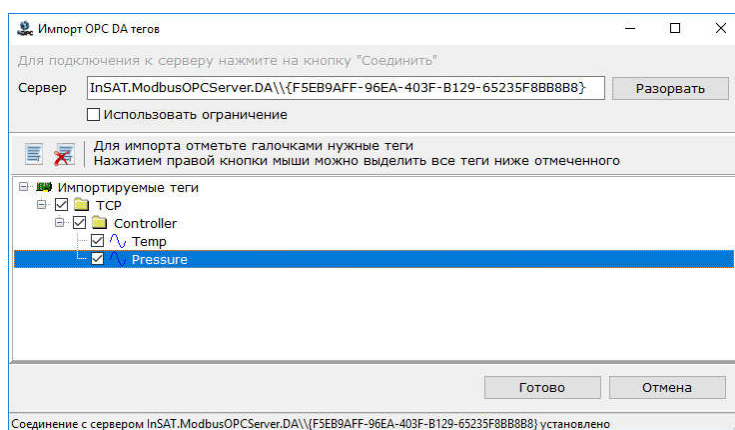 Импорт OPC DA тегов
Для подключения к серверу нажмите на кнопку "Соединить"
Сервер InSAT.ModbusOPCServer.DA\\{F5EB9AFF-96EA-403F-B129-65235F8BB8B8} Разорвать
Использовать ограничение
Для импорта отметьте галочками нужные теги
Нажатием правой кнопки мыши можно выделить все теги ниже отмеченного
Импортируемые теги
TCP
Controller
Temp
Pressure
Готово Отмена
Соединение с сервером InSAT.ModbusOPCServer.DA\\{F5EB9AFF-96EA-403F-B129-65235F8BB8B8} установлено